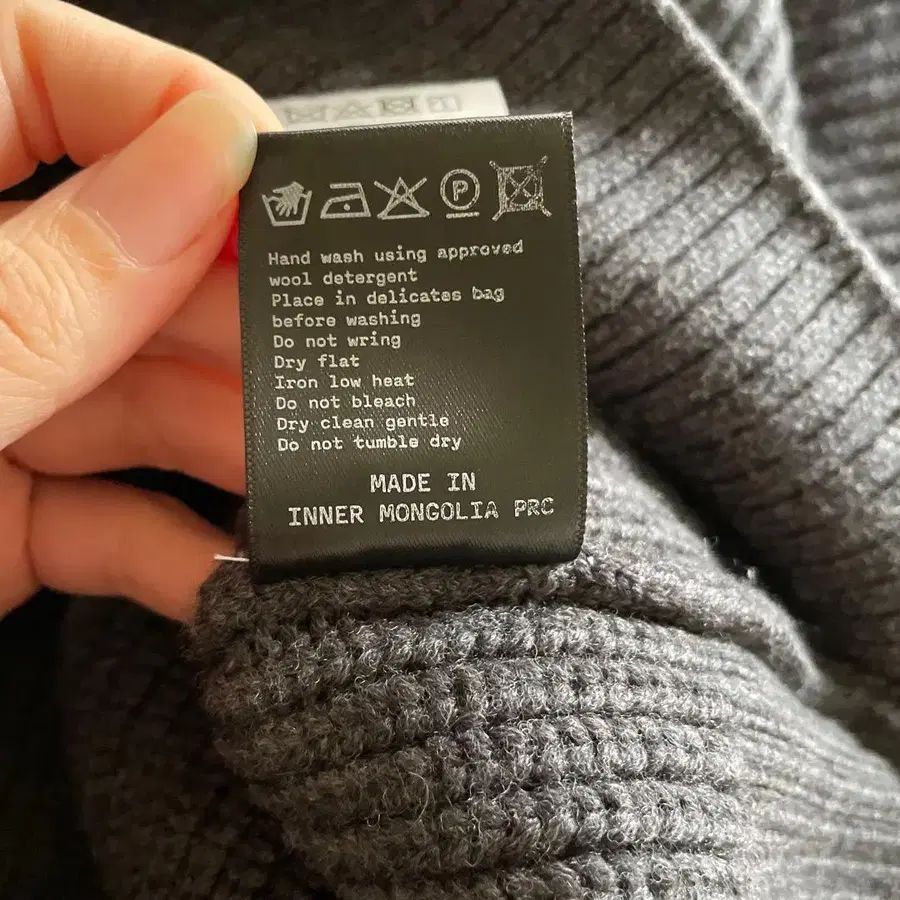 P
Hand wash using approved
wool detergent
Place in delicates bag
before washing
Do not wring
Dry flat
Iron low heat
Do not bleach
Dry clean gentle
Do not tumble dry
MADE IN
INNER MONGOLIA PRC